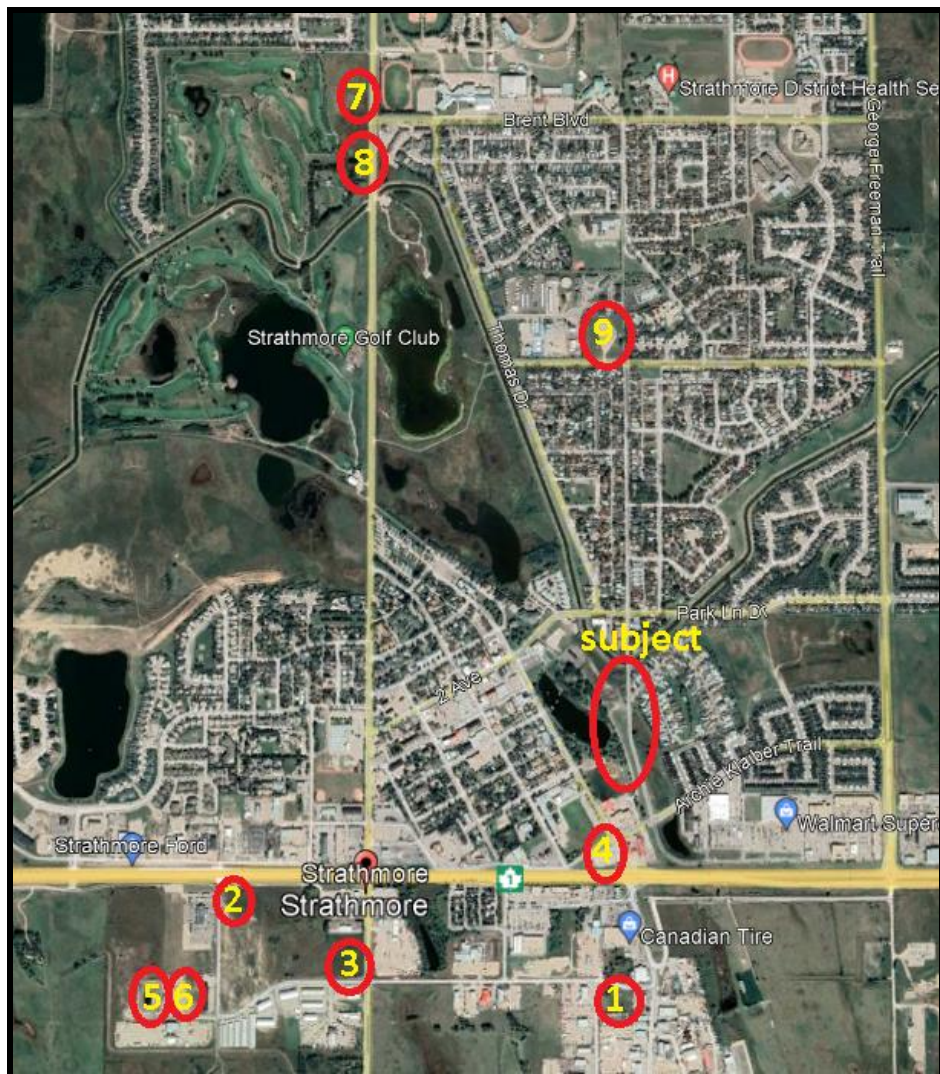 7
Strathmore District Health Se
Brent Blvd
George Freeman Trail
8
9
Strathmore Golf Club
Thomas Dr
Park Ln D
subject
2 Ave
Archie Klaiber Trail
Walmart Super
Strathmore Ford
4
Strathmore
1
Strathmore
2
Canadian Tire
3
5
6
1